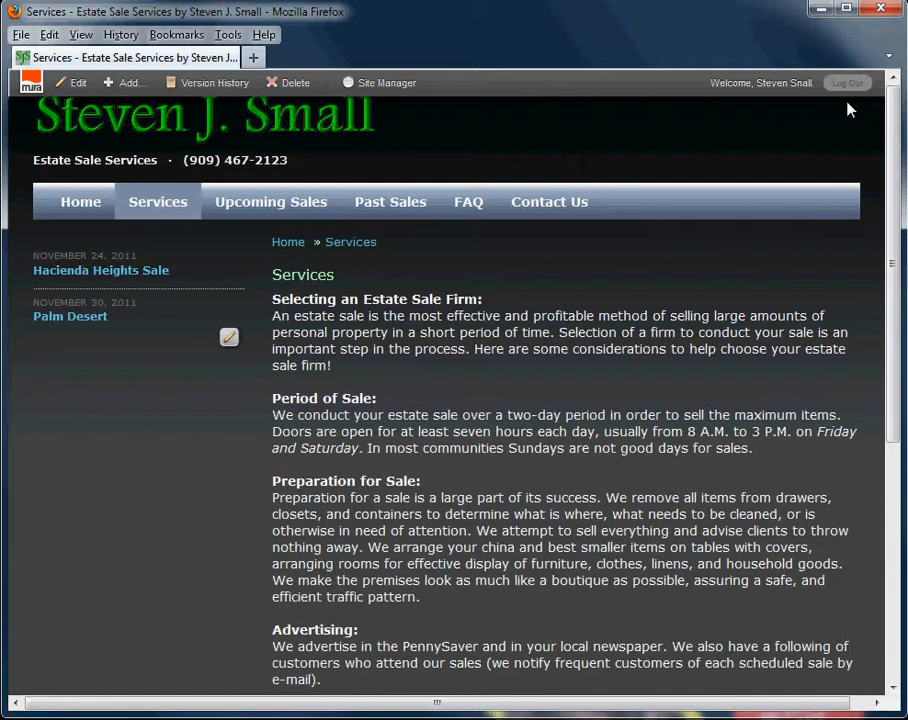 Services - Estate Sale Services by Steven J. Small - Mozilla Firefox
File Edit View History Bookmarks Tools Help
SjS Services - Estate Sale Services by Steven J...
mura Edit Add... Version History Delete Site Manager Welcome, Steven Snall Log Out
Steven J. Small
Estate Sale Services · (909) 467-2123
Home Services Upcoming Sales Past Sales FAQ Contact Us
Home » Services
NOVEMBER 24, 2011
Hacienda Heights Sale
NOVEMBER 30, 2011
Palm Desert
Services
Selecting an Estate Sale Firm:
An estate sale is the most effective and profitable method of selling large amounts of
personal property in a short period of time. Selection of a firm to conduct your sale is an
important step in the process. Here are some considerations to help choose your estate
sale firm!
Period of Sale:
We conduct your estate sale over a two-day period in order to sell the maximum items.
Doors are open for at least seven hours each day, usually from 8 A.M. to 3 P.M. on Friday
and Saturday. In most communities Sundays are not good days for sales.
Preparation for Sale:
Preparation for a sale is a large part of its success. We remove all items from drawers,
closets, and containers to determine what is where, what needs to be cleaned, or is
otherwise in need of attention. We attempt to sell everything and advise clients to throw
nothing away. We arrange your china and best smaller items on tables with covers,
arranging rooms for effective display of furniture, clothes, linens, and household goods.
We make the premises look as much like a boutique as possible, assuring a safe, and
efficient traffic pattern.
Advertising:
We advertise in the PennySaver and in your local newspaper. We also have a following of
customers who attend our sales (we notify frequent customers of each scheduled sale by
e-mail).